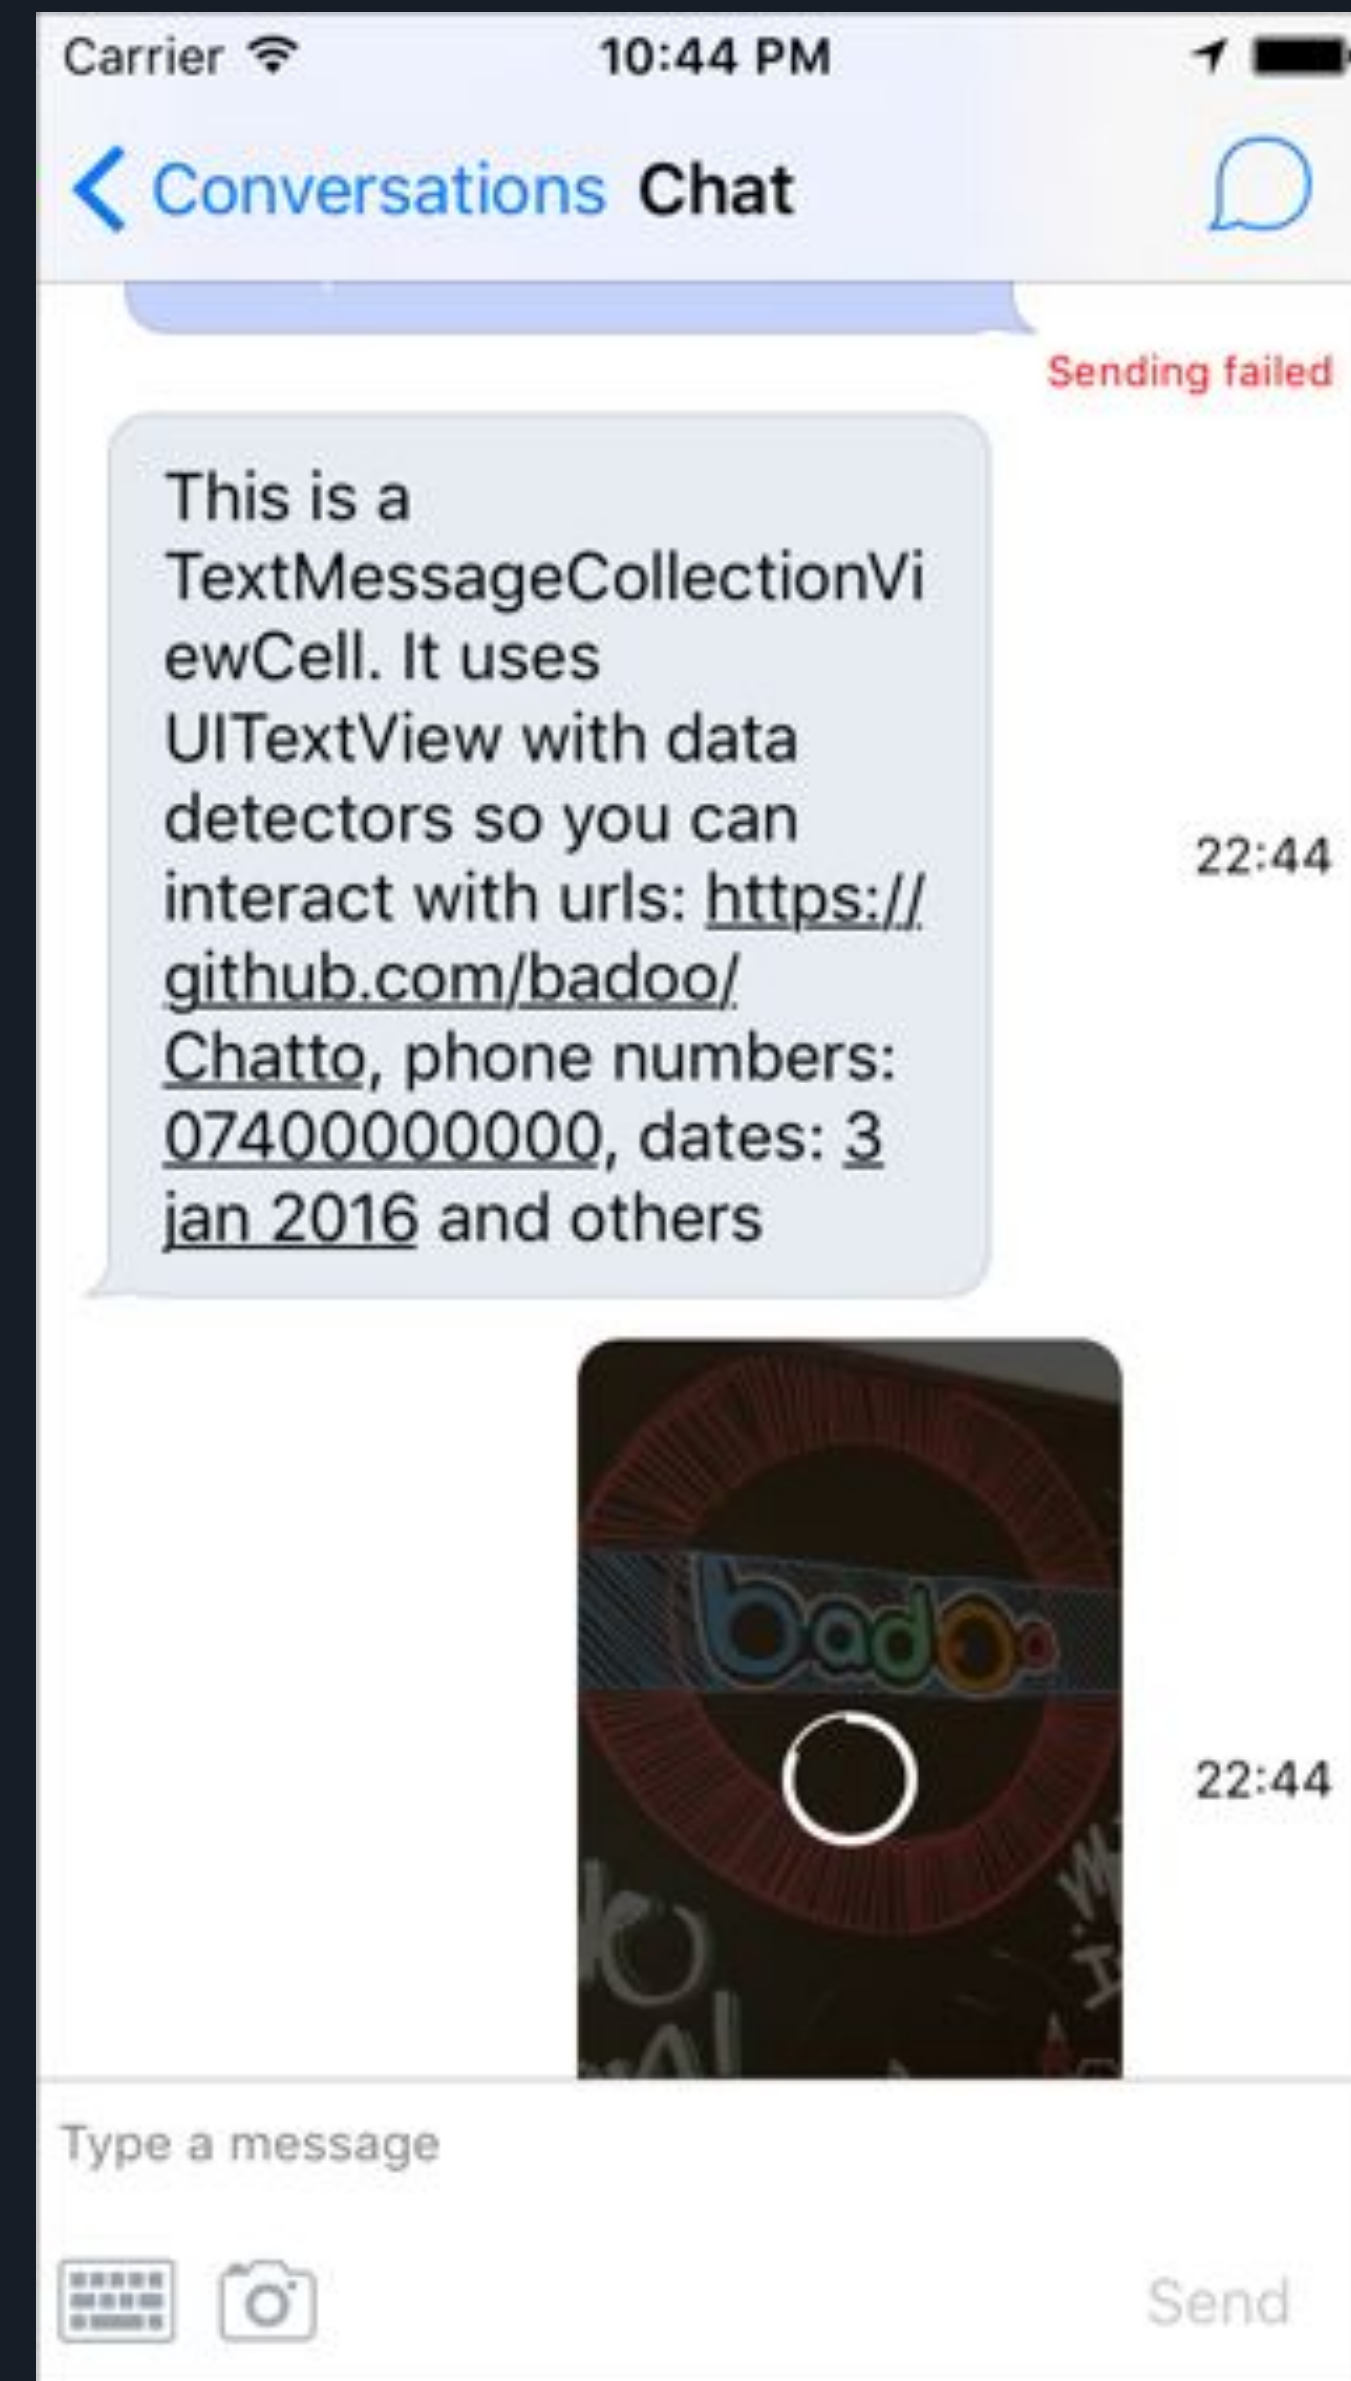 Carrier 10:44 PM
Conversations Chat
Sending failed
This is a
TextMessageCollectionVi
ewCell. It uses
UITextView with data
detectors so you can
interact with urls: https://
github.com/badoo/
Chatto, phone numbers:
07400000000, dates: 3
jan 2016 and others
22:44
badoo
22:44
Type a message
Send